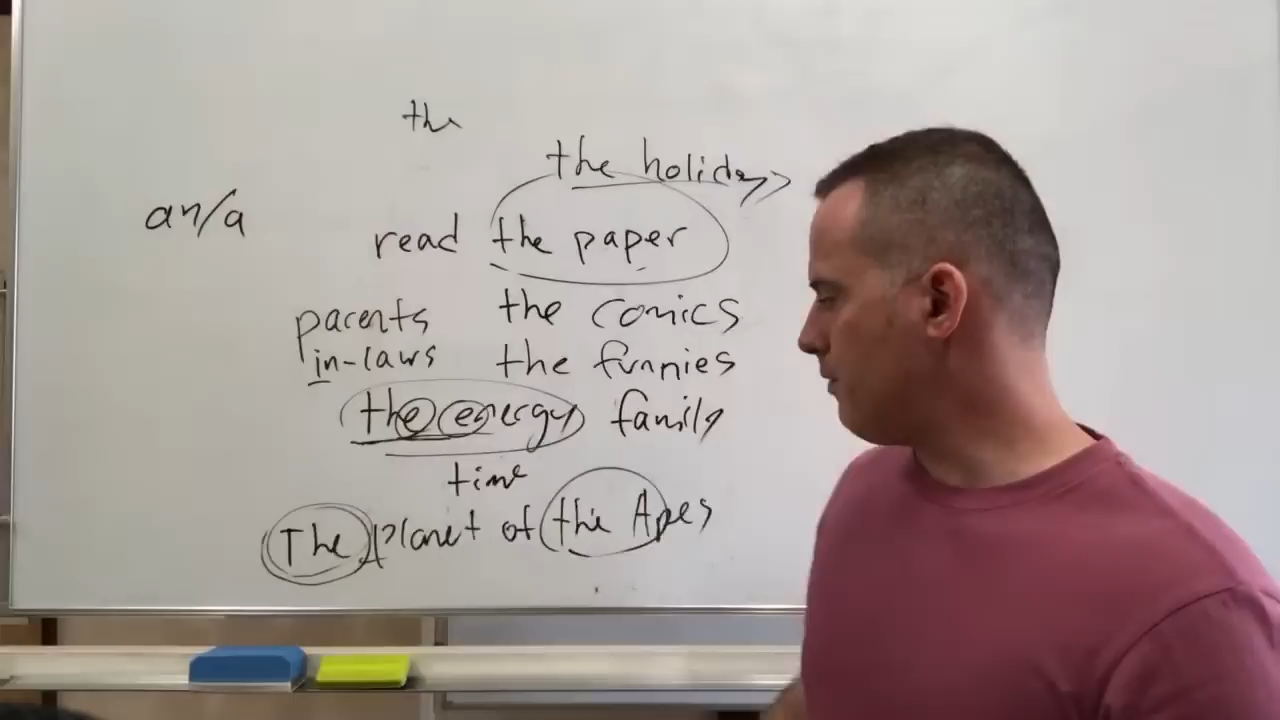 the
the holidays
an/a
read the paper
parents the comics
in-laws the funnies
the energy family
time
The planet of the Apes